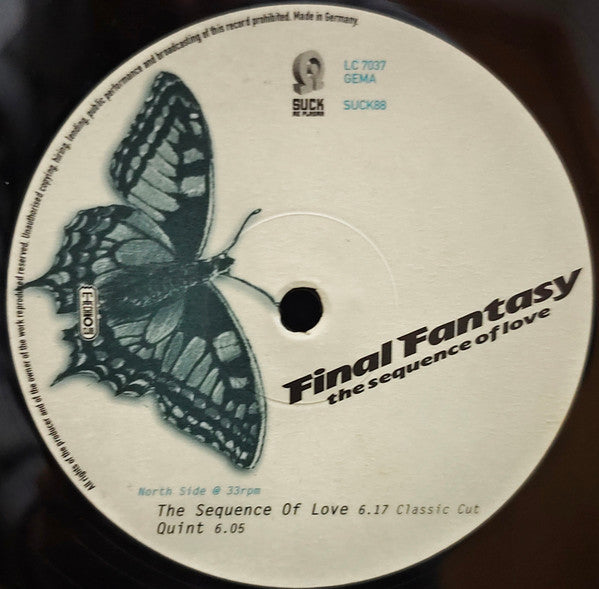 All rights of the producer and of the owner of the work reproduced reserved. Unauthorised copying, hiring, lending, public performance and broadcasting of this record prohibited. Made in Germany.
LC 7037
GEMA
SUCK
ME PLASMA
SUCK88
Final Fantasy
the sequence of love
North Side @ 33rpm
The Sequence Of Love 6.17 Classic Cut
Quint 6.05